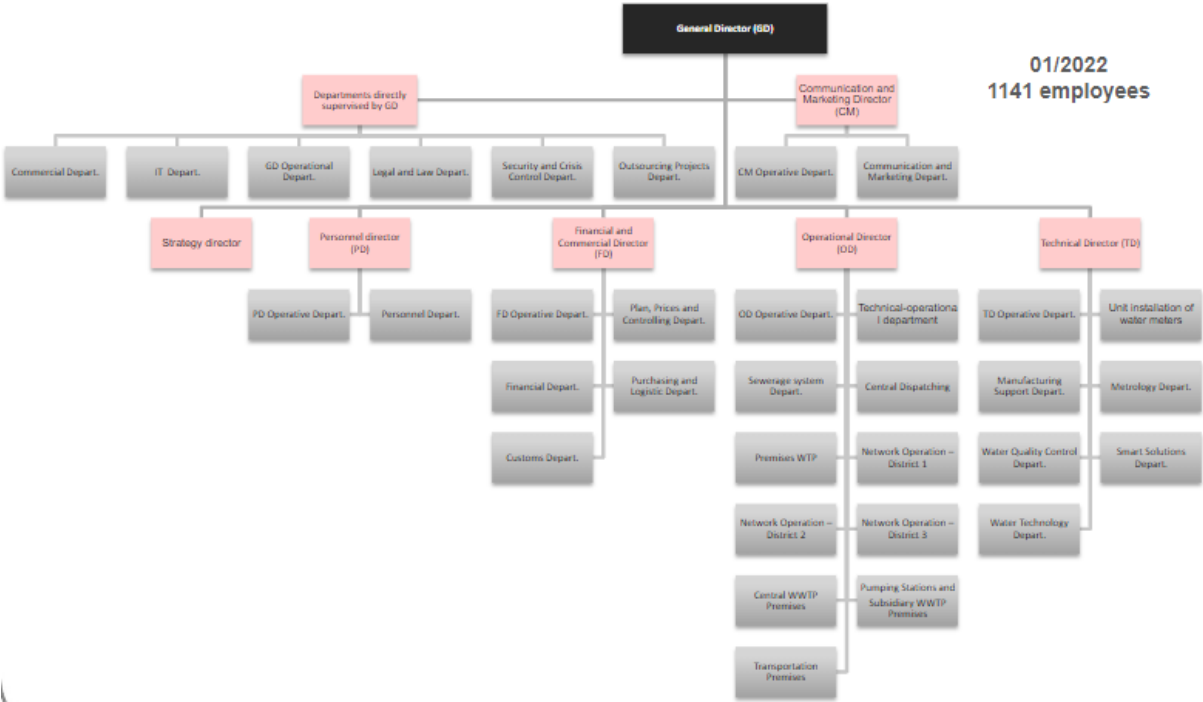 General Director (GD)
01/2022
1141 employees
Departments directly
supervised by GD
Communication and
Marketing Director
(CM)
Commercial Depart.
IT Depart.
GD Operational
Depart.
Legal and Law Depart.
Security and Crisis
Control Depart.
Outsourcing Projects
Depart.
CM Operative Depart.
Communication and
Marketing Depart.
Strategy director
Personnel director
(PD)
Financial and
Commercial Director
(FD)
Operational Director
(OD)
Technical Director (TD)
PD Operative Depart.
Personnel Depart.
FD Operative Depart.
Plan, Prices and
Controlling Depart.
OD Operative Depart.
Technical-operationa
l department
TD Operative Depart.
Unit installation of
water meters
Financial Depart.
Purchasing and
Logistic Depart.
Sewerage system
Depart.
Central Dispatching
Manufacturing
Support Depart.
Metrology Depart.
Customs Depart.
Premises WTP
Network Operation –
District 1
Water Quality Control
Depart.
Smart Solutions
Depart.
Network Operation –
District 2
Network Operation –
District 3
Water Technology
Depart.
Central WWTP
Premises
Pumping Stations and
Subsidiary WWTP
Premises
Transportation
Premises